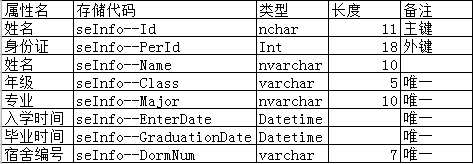 属性名 存储代码 类型 长度 备注
姓名 seInfo--Id nchar 11 主键
身份证 seInfo--PerId Int 18 外键
姓名 seInfo--Name nvarchar 10
年级 seInfo--Class varchar 5 唯一
专业 seInfo--Major nvarchar 10 唯一
入学时间 seInfo--EnterDate Datetime 唯一
毕业时间 seInfo--GraduationDate Datetime 唯一
宿舍编号 seInfo--DormNum varchar 7 唯一